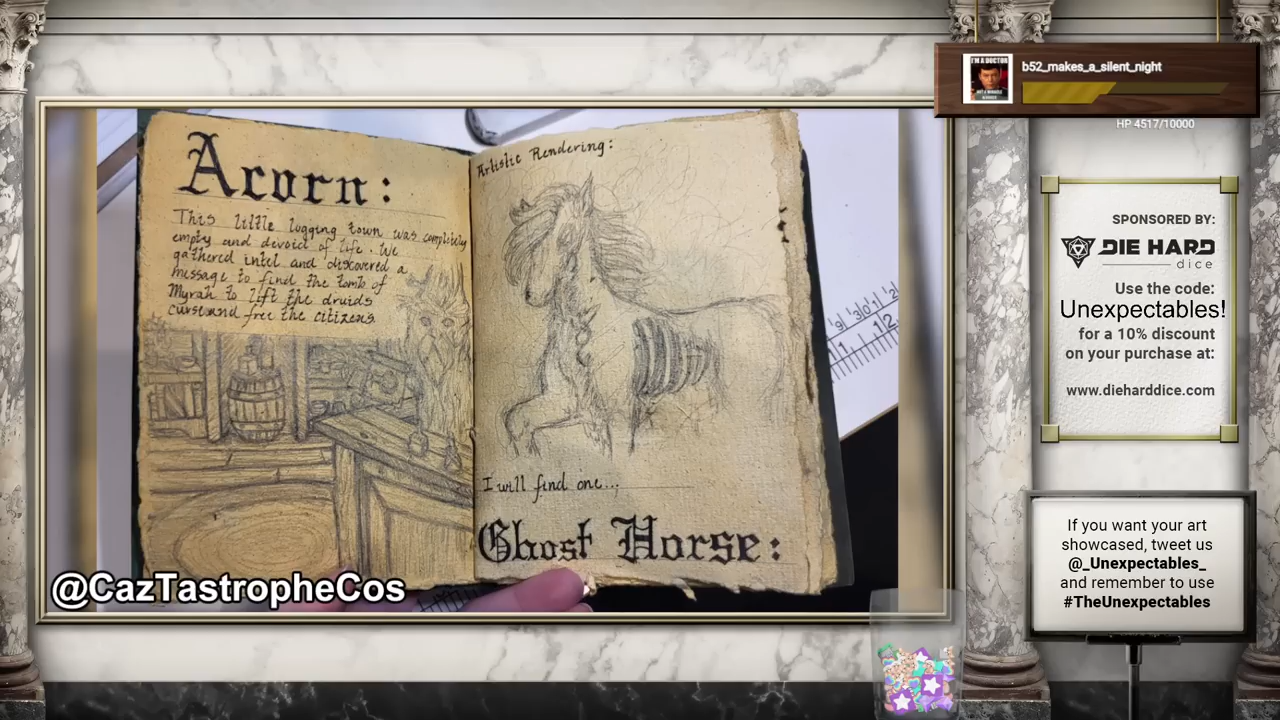 Acorn:
This little logging town was completely
empty and devoid of life. We
gathered intel and discovered a
message to find the tomb of
Myrah to lift the druids
curse and free the citizens.
Artistic Rendering:
I will find one...
Ghost Horse:
@CazTastropheCos
I'M A DOCTOR
b52_makes_a_silent_night
HP 4517/10000
SPONSORED BY:
DIE HARD
dice
Use the code:
Unexpectables!
for a 10% discount
on your purchase at:
www.dieharddice.com
If you want your art
showcased, tweet us
@_Unexpectables_
and remember to use
#TheUnexpectables